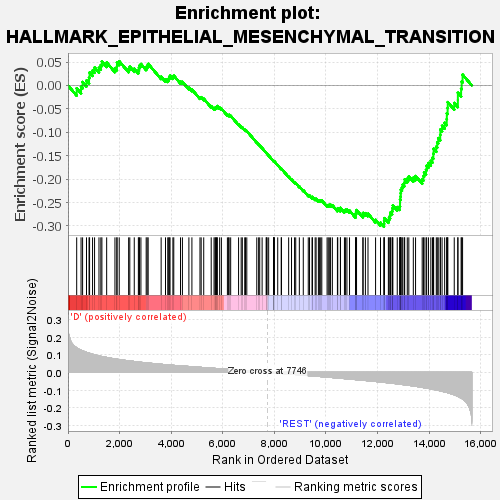 Enrichment plot:
HALLMARK_EPITHELIAL_MESENCHYMAL_TRANSITION
Enrichment score (ES)
0.05
0.00
-0.05
-0.10
-0.15
-0.20
-0.25
-0.30
'D' (positively correlated)
Ranked list metric (Signal2Noise)
0.3
0.2
0.1
0.0
-0.1
-0.2
-0.3
Zero cross at 7746
'REST' (negatively correlated)
0
2,000
4,000
6,000
8,000
10,000
12,000
14,000
16,000
Rank in Ordered Dataset
Enrichment profile
Hits
Ranking metric scores